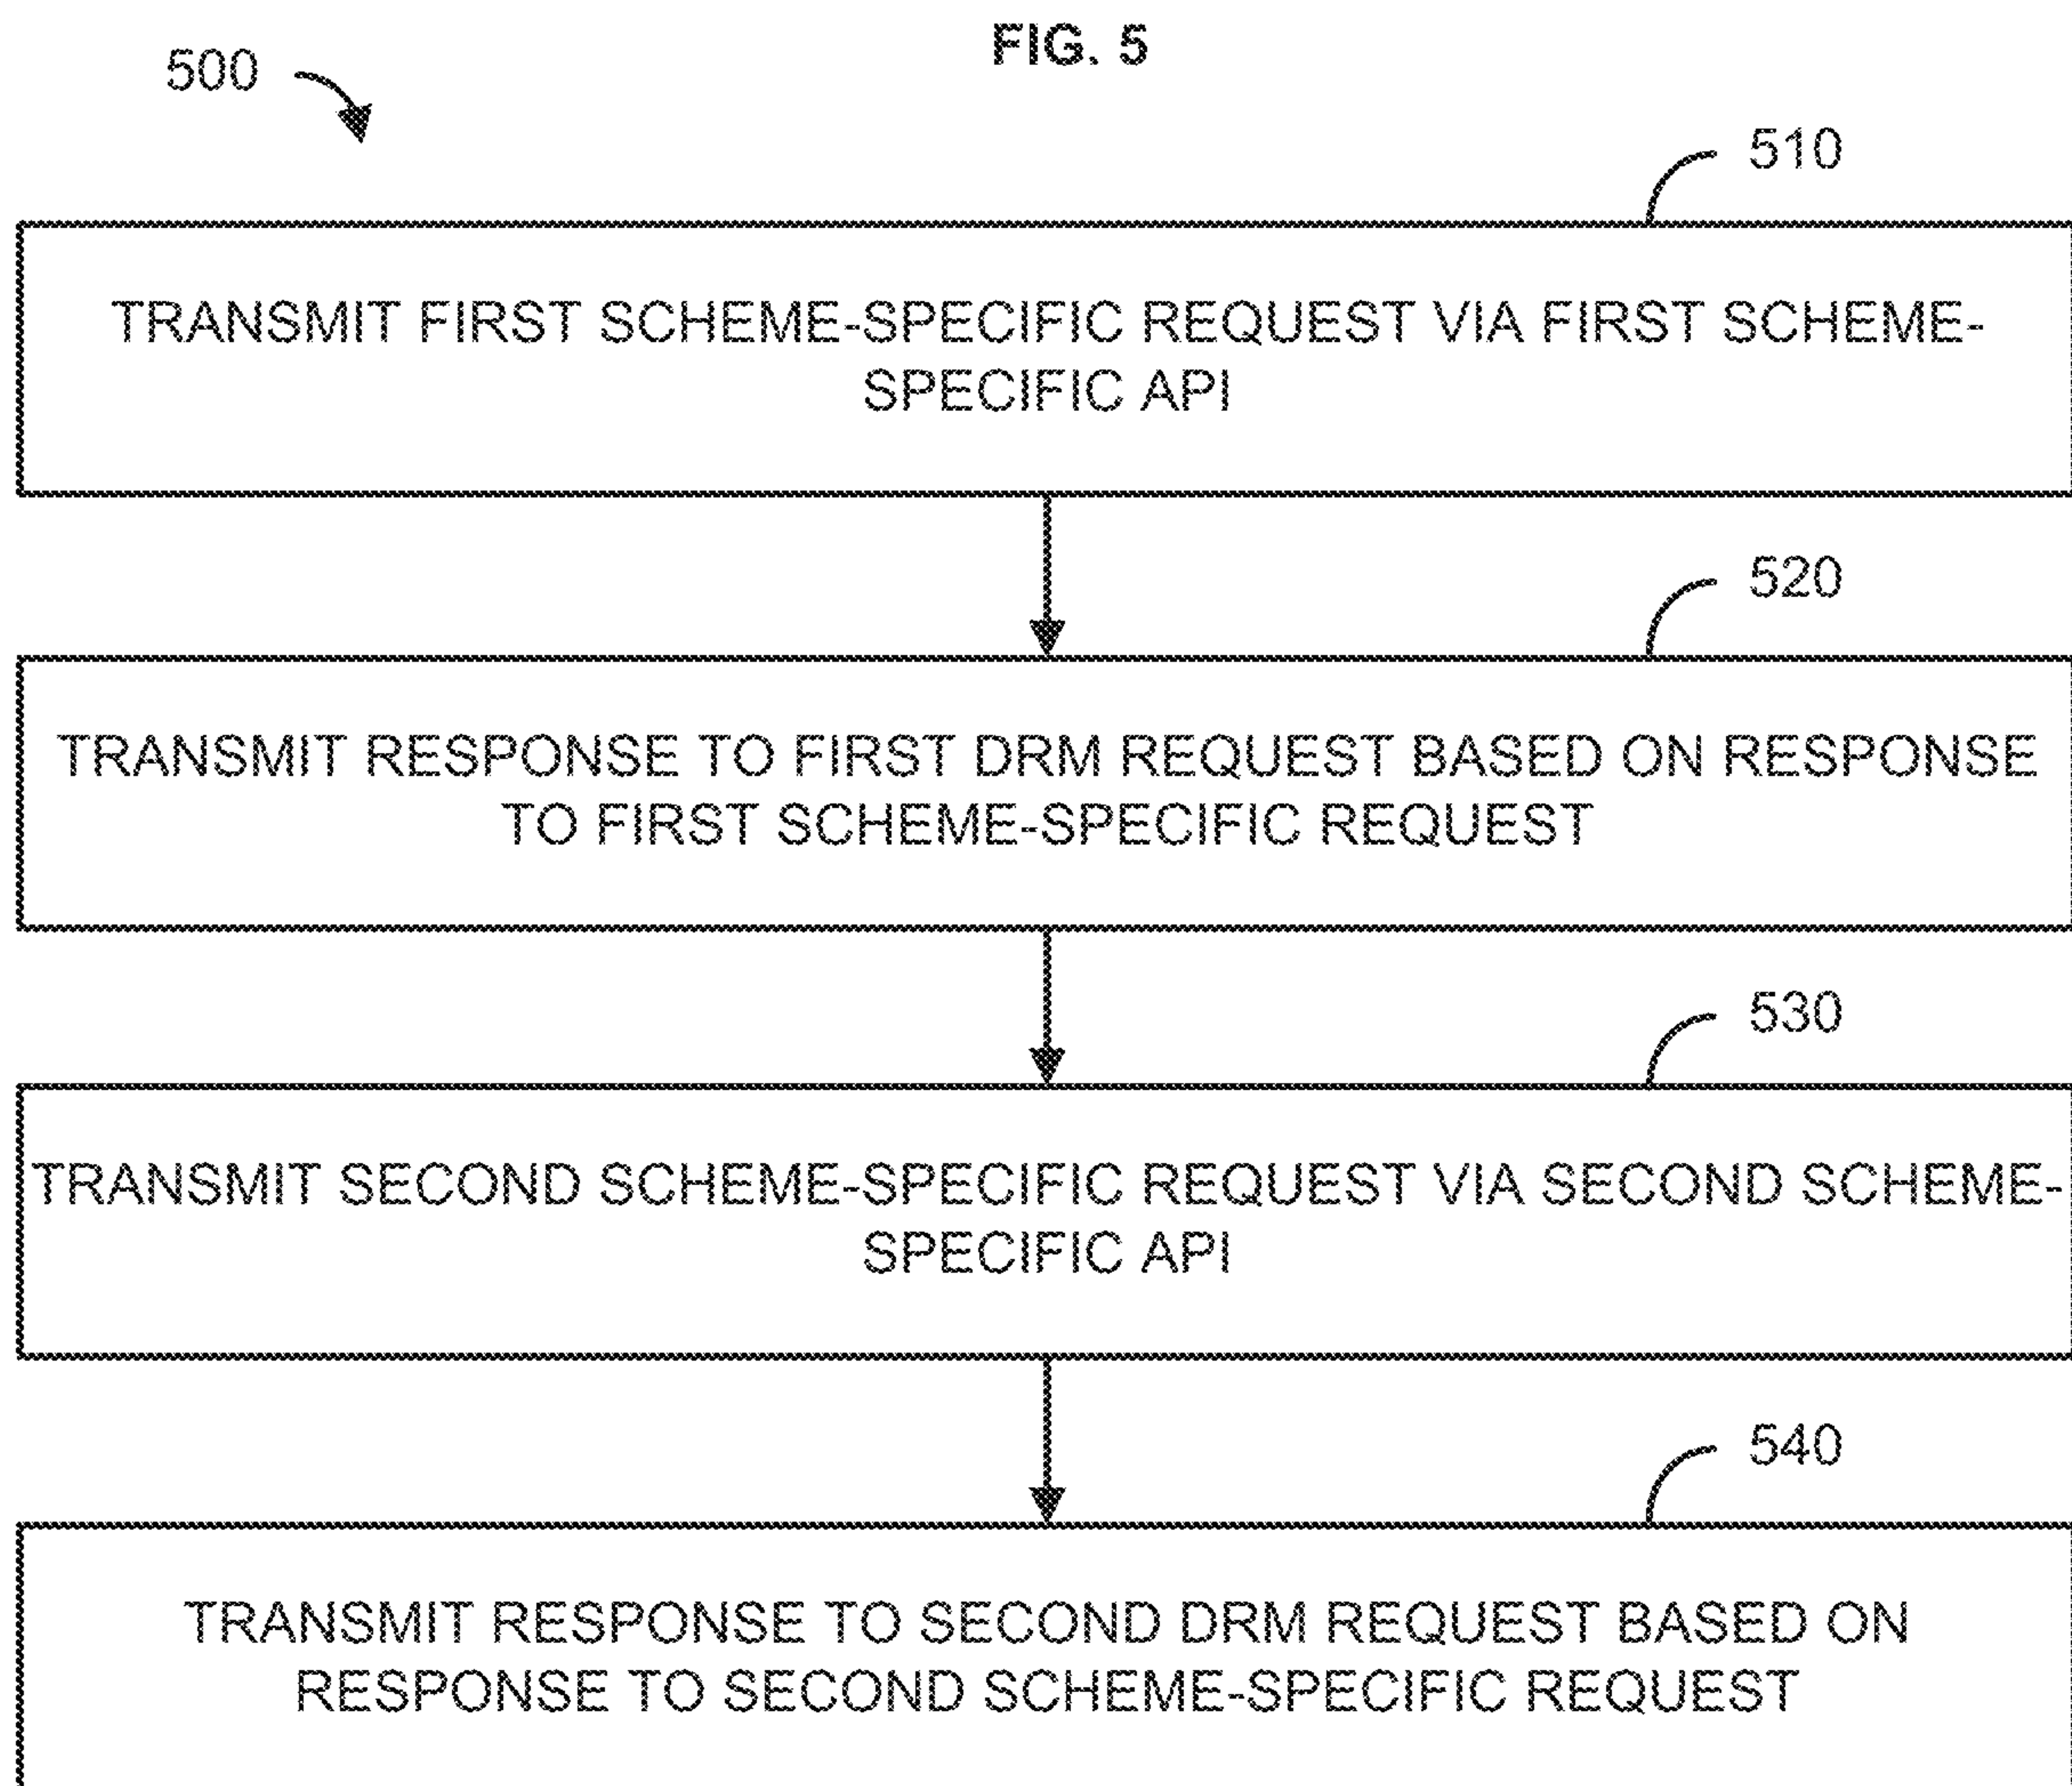 FIG. 5
500
510
TRANSMIT FIRST SCHEME-SPECIFIC REQUEST VIA FIRST SCHEME-
SPECIFIC API
520
TRANSMIT RESPONSE TO FIRST DRM REQUEST BASED ON RESPONSE
TO FIRST SCHEME-SPECIFIC REQUEST
530
TRANSMIT SECOND SCHEME-SPECIFIC REQUEST VIA SECOND SCHEME-
SPECIFIC API
540
TRANSMIT RESPONSE TO SECOND DRM REQUEST BASED ON
RESPONSE TO SECOND SCHEME-SPECIFIC REQUEST